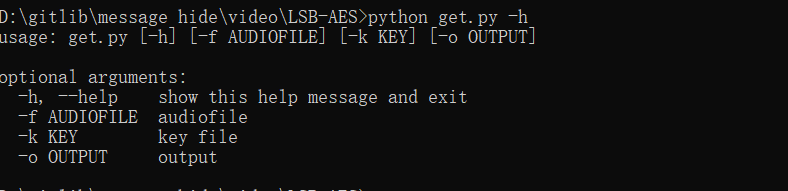 D:\gitlib\message hide\video\LSB-AES>python get.py -h
usage: get.py [-h] [-f AUDIOFILE] [-k KEY] [-o OUTPUT]
optional arguments:
-h, --help show this help message and exit
-f AUDIOFILE audiofile
-k KEY key file
-o OUTPUT output